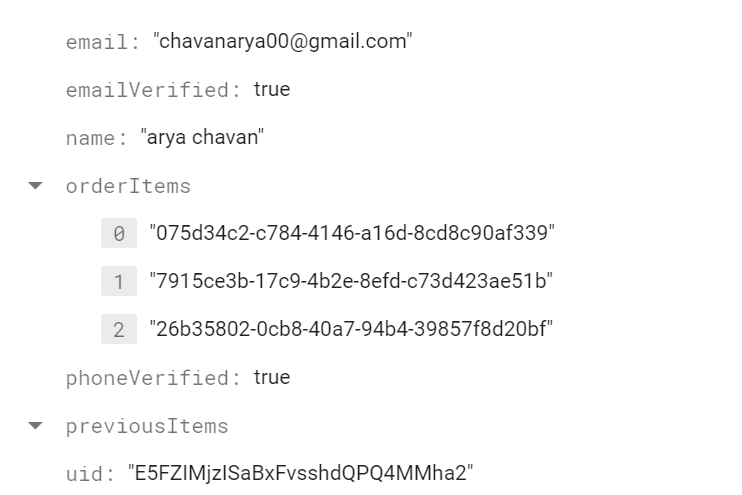 email: "chavanarya00@gmail.com"
emailVerified: true
name: "arya chavan"
orderItems
0 "075d34c2-c784-4146-a16d-8cd8c90af339"
1 "7915ce3b-17c9-4b2e-8efd-c73d423ae51b"
2 "26b35802-0cb8-40a7-94b4-39857f8d20bf"
phoneVerified: true
previousItems
uid: "E5FZIMjzISaBxFvsshdQPQ4MMha2"